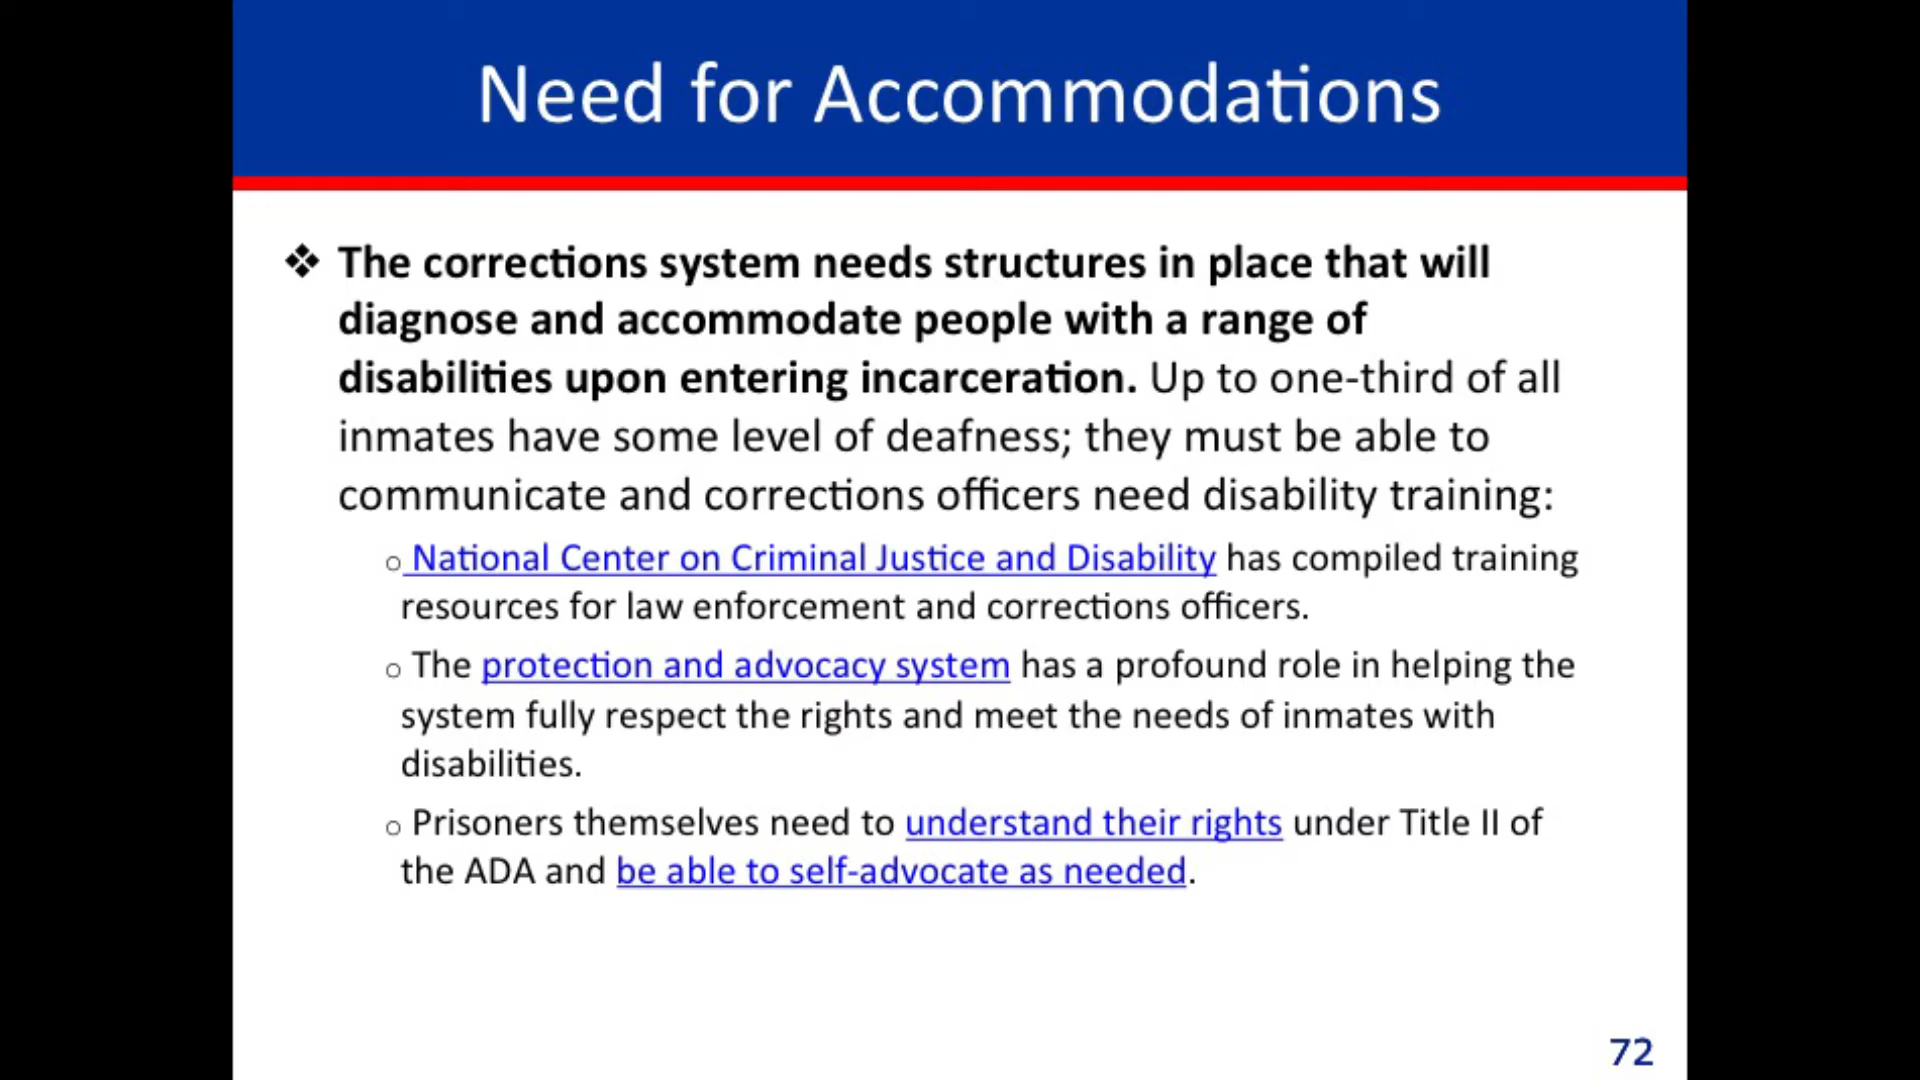 Need for Accommodations
❖ The corrections system needs structures in place that will
diagnose and accommodate people with a range of
disabilities upon entering incarceration. Up to one-third of all
inmates have some level of deafness; they must be able to
communicate and corrections officers need disability training:
o National Center on Criminal Justice and Disability has compiled training
resources for law enforcement and corrections officers.
o The protection and advocacy system has a profound role in helping the
system fully respect the rights and meet the needs of inmates with
disabilities.
o Prisoners themselves need to understand their rights under Title II of
the ADA and be able to self-advocate as needed.
72